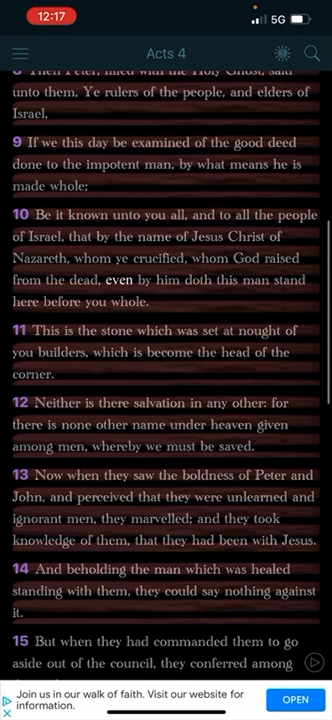 12:17
5G
Acts 4
8 Then Peter, filled with the Holy Ghost, said
unto them, Ye rulers of the people, and elders of
Israel,
9 If we this day be examined of the good deed
done to the impotent man, by what means he is
made whole;
10 Be it known unto you all, and to all the people
of Israel, that by the name of Jesus Christ of
Nazareth, whom ye crucified, whom God raised
from the dead, even by him doth this man stand
here before you whole.
11 This is the stone which was set at nought of
you builders, which is become the head of the
corner.
12 Neither is there salvation in any other: for
there is none other name under heaven given
among men, whereby we must be saved.
13 Now when they saw the boldness of Peter and
John, and perceived that they were unlearned and
ignorant men, they marvelled; and they took
knowledge of them, that they had been with Jesus.
14 And beholding the man which was healed
standing with them, they could say nothing against
it.
15 But when they had commanded them to go
aside out of the council, they conferred among
Join us in our walk of faith. Visit our website for
information.
OPEN